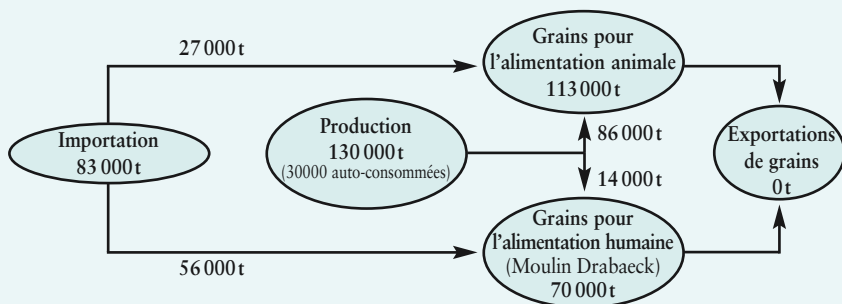 27 000 t
Grains pour
l'alimentation animale
113 000 t
Importation
83 000 t
Production
130 000 t
(30000 auto-consommées)
86 000 t
14 000 t
Exportations
de grains
0 t
Grains pour
l'alimentation humaine
(Moulin Drabaeck)
70 000 t
56 000 t